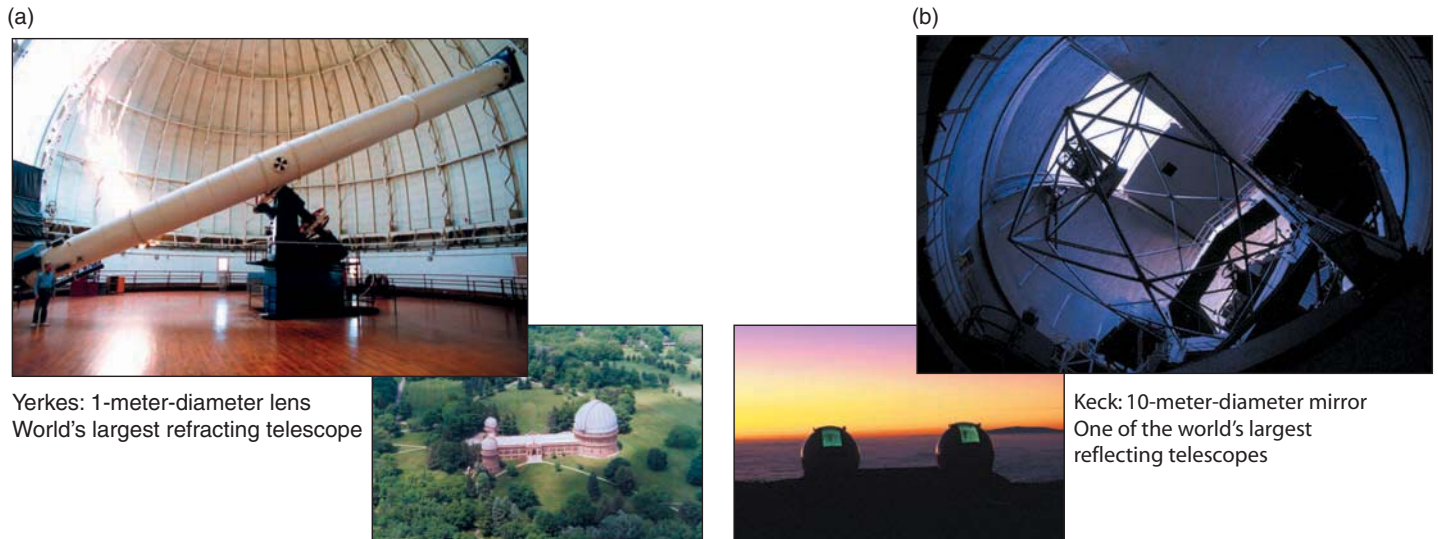 (a)
(b)
Yerkes: 1-meter-diameter lens
World's largest refracting telescope
Keck: 10-meter-diameter mirror
One of the world's largest
reflecting telescopes